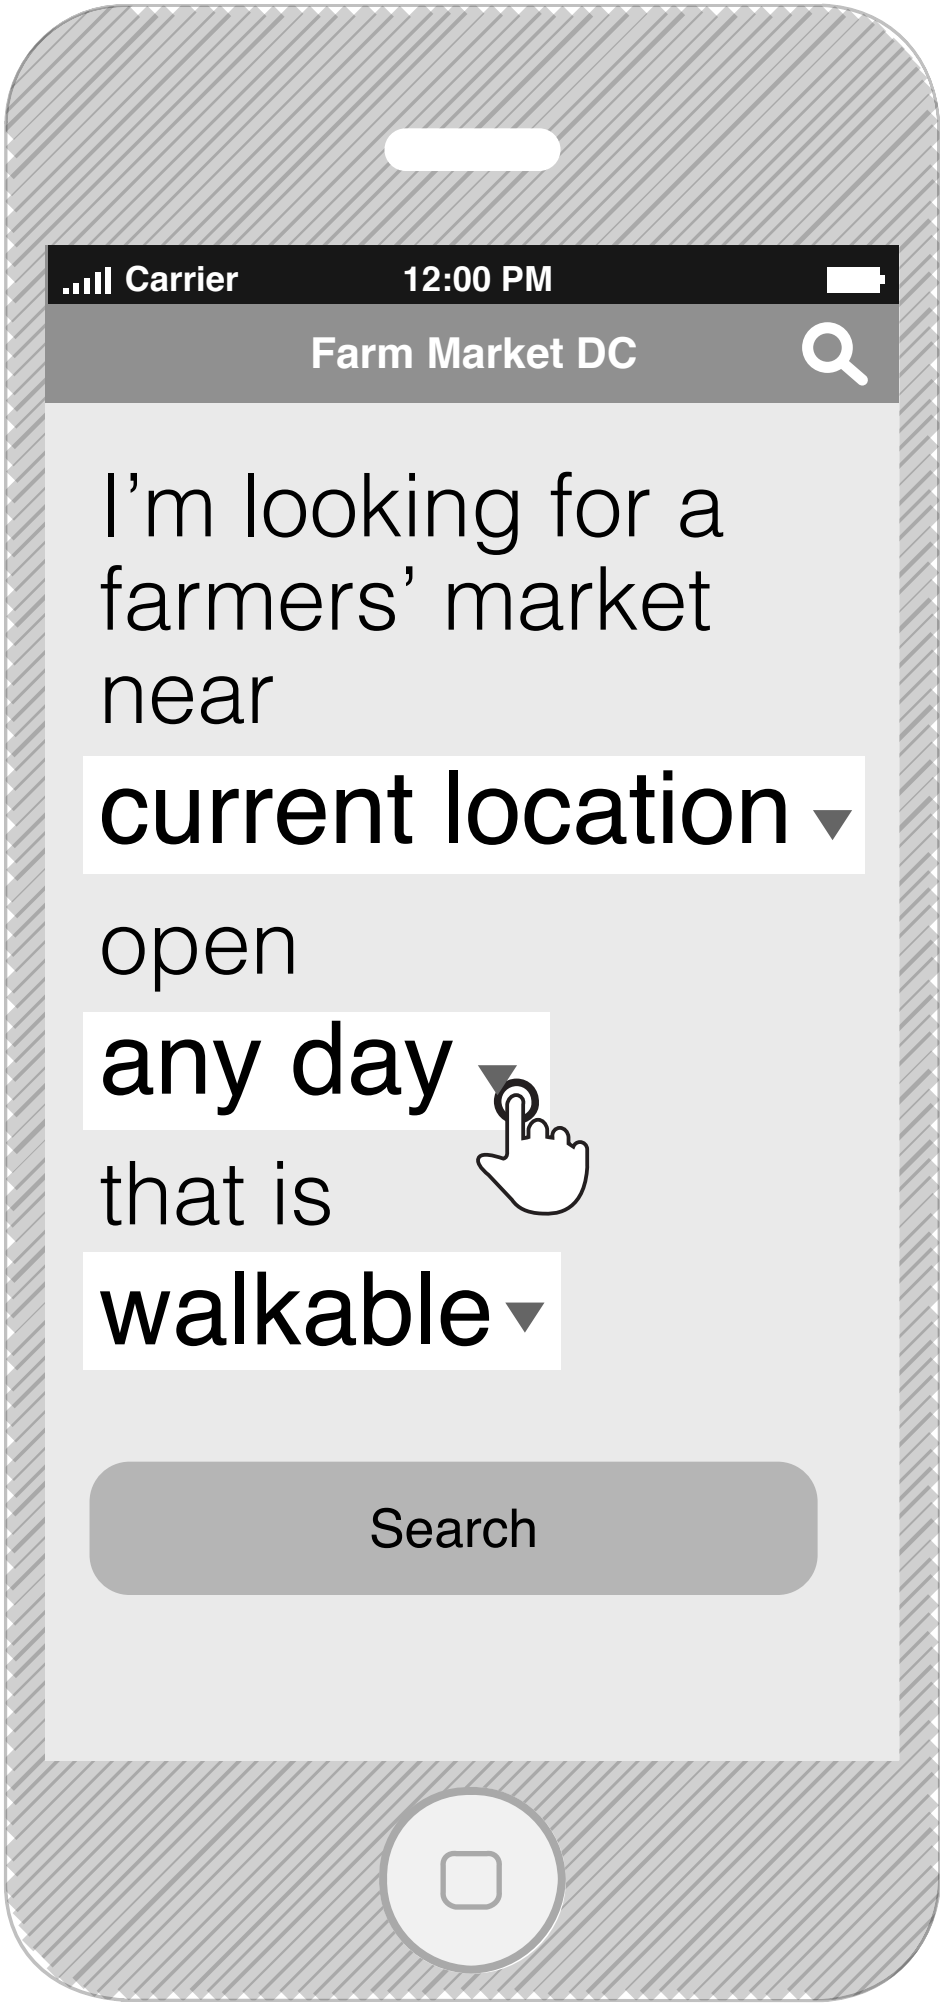 Carrier 12:00 PM
Farm Market DC
I’m looking for a
farmers’ market
near
current location
open
any day
that is
walkable
Search